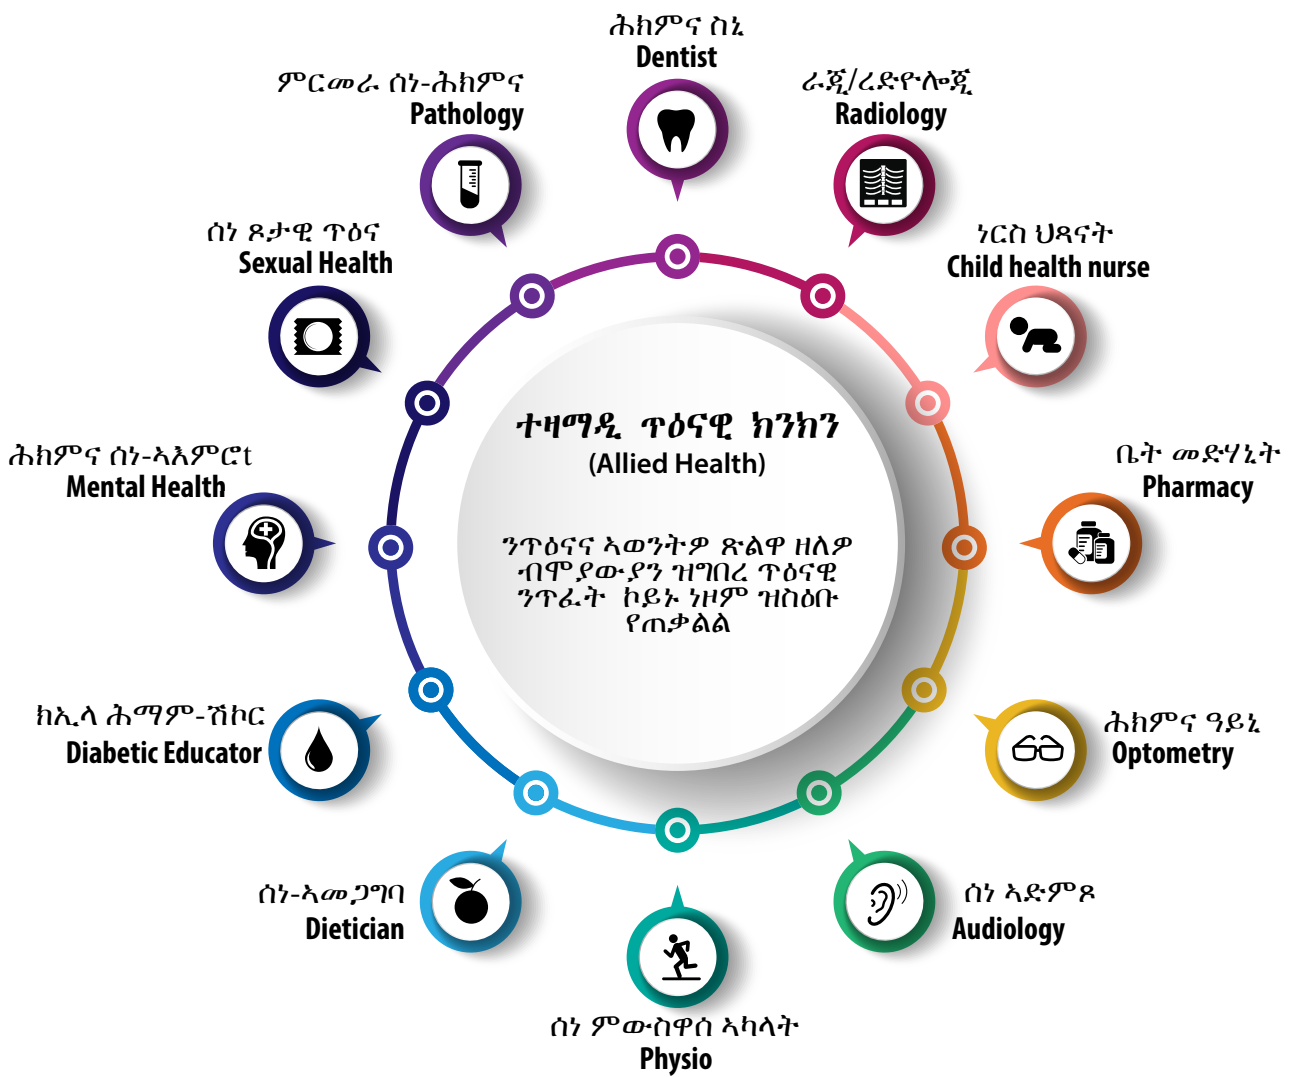 ሕክምና ስኒ
Dentist
ራጂ/ረድዮሎጂ
Radiology
ነርስ ህጻናት
Child health nurse
ቤት መድሃኒት
Pharmacy
ሕክምና ዓይኒ
Optometry
ሰነ ኣድምጾ
Audiology
ሰነ ምውስዋሰ ኣካላት
Physio
ሰነ-ኣመጋግባ
Dietician
ክኢላ ሕማም-ሽኮር
Diabetic Educator
ሕክምና ሰነ-ኣእምሮt
Mental Health
ሰነ ጾታዊ ጥዕና
Sexual Health
ምርመራ ሰነ-ሕክምና
Pathology
ተዛማዲ ጥዕናዊ ክንክን
(Allied Health)
ንጥዕናና ኣወንትዎ ጽልዋ ዘለዎ
ብሞያውያን ዝግበረ ጥዕናዊ
ንጥፈት ኮይኑ ነዞም ዝስዕቡ
የጠቃልል